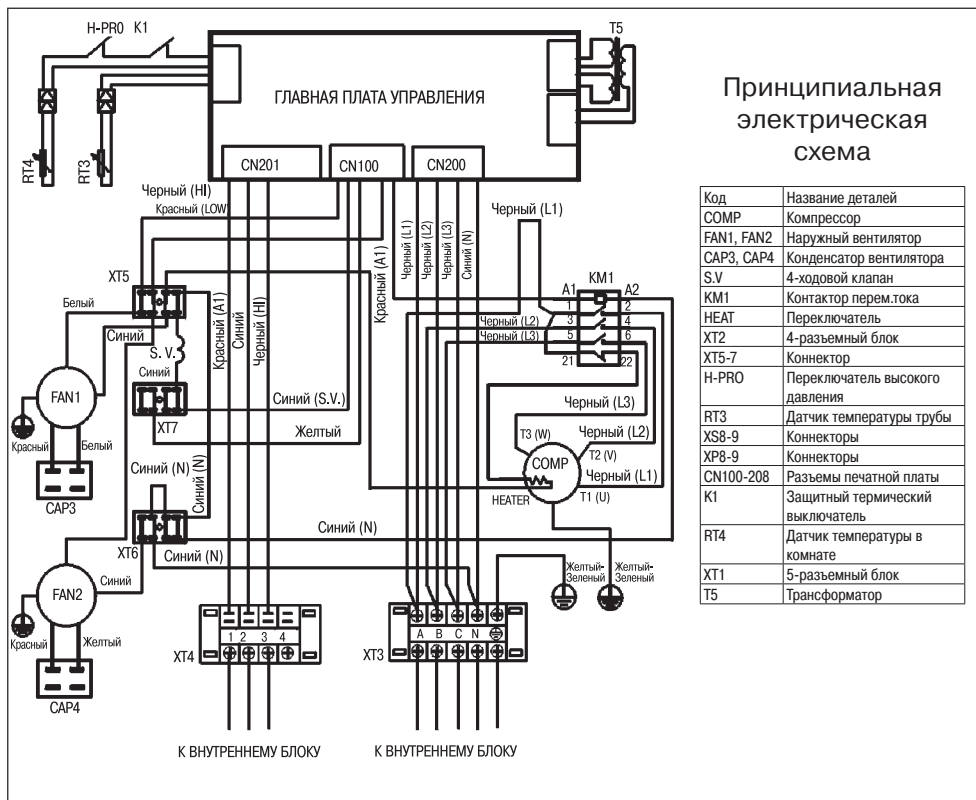 H-PR0 K1
T5
ГЛАВНАЯ ПЛАТА УПРАВЛЕНИЯ
Принципиальная
электрическая
схема
RT4
RT3
CN201
CN100
CN200
Черный (HI)
Красный (LOW)
Черный (L1)
Черный (L2)
Черный (L3)
Синий (N)
Красный (A1)
Черный (L1)
KM1
A1
A2
1
2
3
4
5
6
21
22
Черный (L2)
Черный (L3)
XT5
Белый
Синий
S. V.
Синий
Красный (A1)
Синий
Черный (HI)
FAN1
XT7
Синий (S.V.)
Желтый
Красный
Белый
CAP3
Синий (N)
Синий (N)
Черный (L3)
T3 (W)
Черный (L2)
T2 (V)
COMP
Черный (L1)
HEATER
T1 (U)
XT6
Синий (N)
Синий (N)
Синий
FAN2
Красный
Желтый
CAP4
Желтый-
Зеленый
Желтый-
Зеленый
1 2 3 4
XT4
A B C N
XT3
К ВНУТРЕННЕМУ БЛОКУ
К ВНУТРЕННЕМУ БЛОКУ
Код Название деталей
COMP Компрессор
FAN1, FAN2 Наружный вентилятор
CAP3, CAP4 Конденсатор вентилятора
S.V 4-ходовой клапан
KM1 Контактор перем.тока
HEAT Переключатель
XT2 4-разъемный блок
XT5-7 Коннектор
H-PRO Переключатель высокого
давления
RT3 Датчик температуры трубы
XS8-9 Коннекторы
XP8-9 Коннекторы
CN100-208 Разъемы печатной платы
K1 Защитный термический
выключатель
RT4 Датчик температуры в
комнате
XT1 5-разъемный блок
T5 Трансформатор